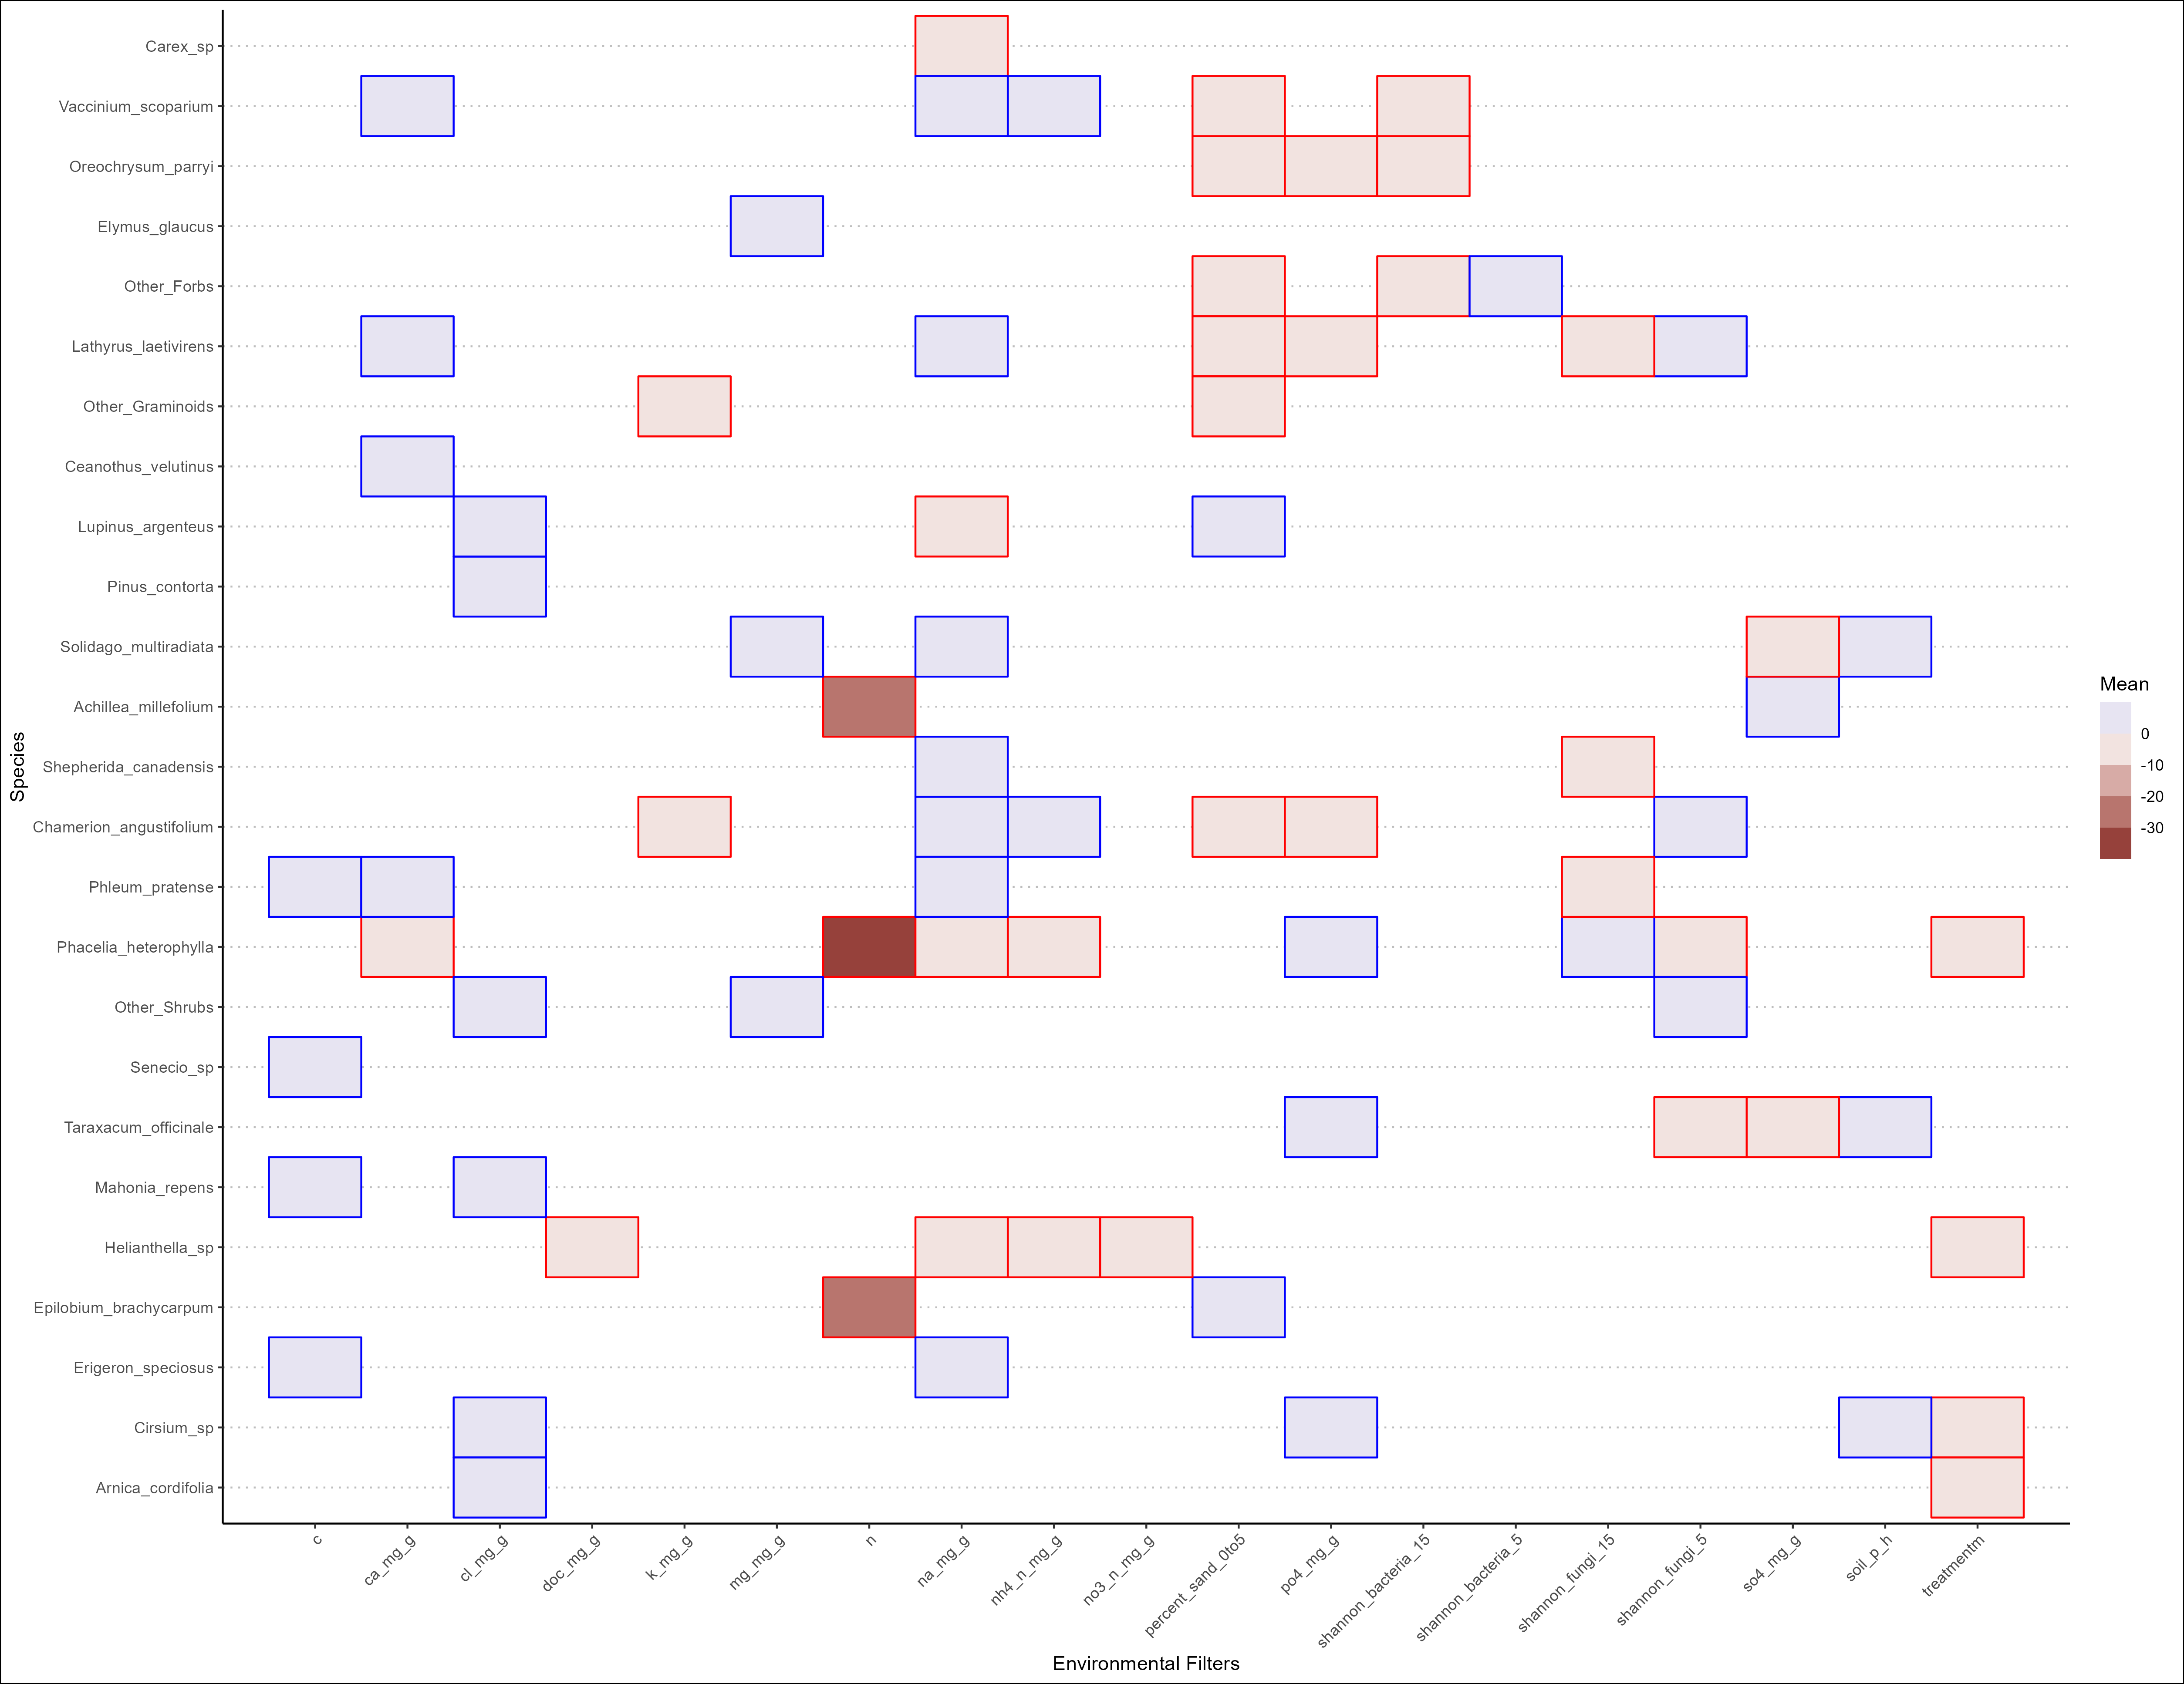 Carex_sp
Vaccinium_scoparium
Oreochrysum_parryi
Elymus_glaucus
Other_Forbs
Lathyrus_laetivirens
Other_Graminoids
Ceanothus_velutinus
Lupinus_argenteus
Pinus_contorta
Solidago_multiradiata
Achillea_millefolium
Shepherida_canadensis
Chamerion_angustifolium
Phleum_pratense
Phacelia_heterophylla
Other_Shrubs
Senecio_sp
Taraxacum_officinale
Mahonia_repens
Helianthella_sp
Epilobium_brachycarpum
Erigeron_speciosus
Cirsium_sp
Arnica_cordifolia
Species
c
ca_mg_g
cl_mg_g
doc_mg_g
k_mg_g
mg_mg_g
n
na_mg_g
nh4_n_mg_g
no3_n_mg_g
percent_sand_0to5
po4_mg_g
shannon_bacteria_15
shannon_bacteria_5
shannon_fungi_15
shannon_fungi_5
so4_mg_g
soil_p_h
treatmentm
Environmental Filters
Mean
0
-10
-20
-30